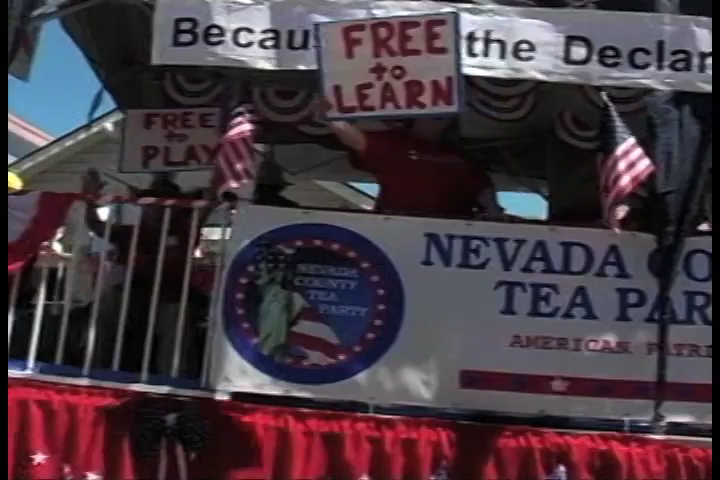 Becau the Declar
FREE
to
LEARN
FREE
to
PLAY
NEVADA CO
TEA PAR
AMERICAN PATRI
NEVADA
COUNTY
TEA
PARTY